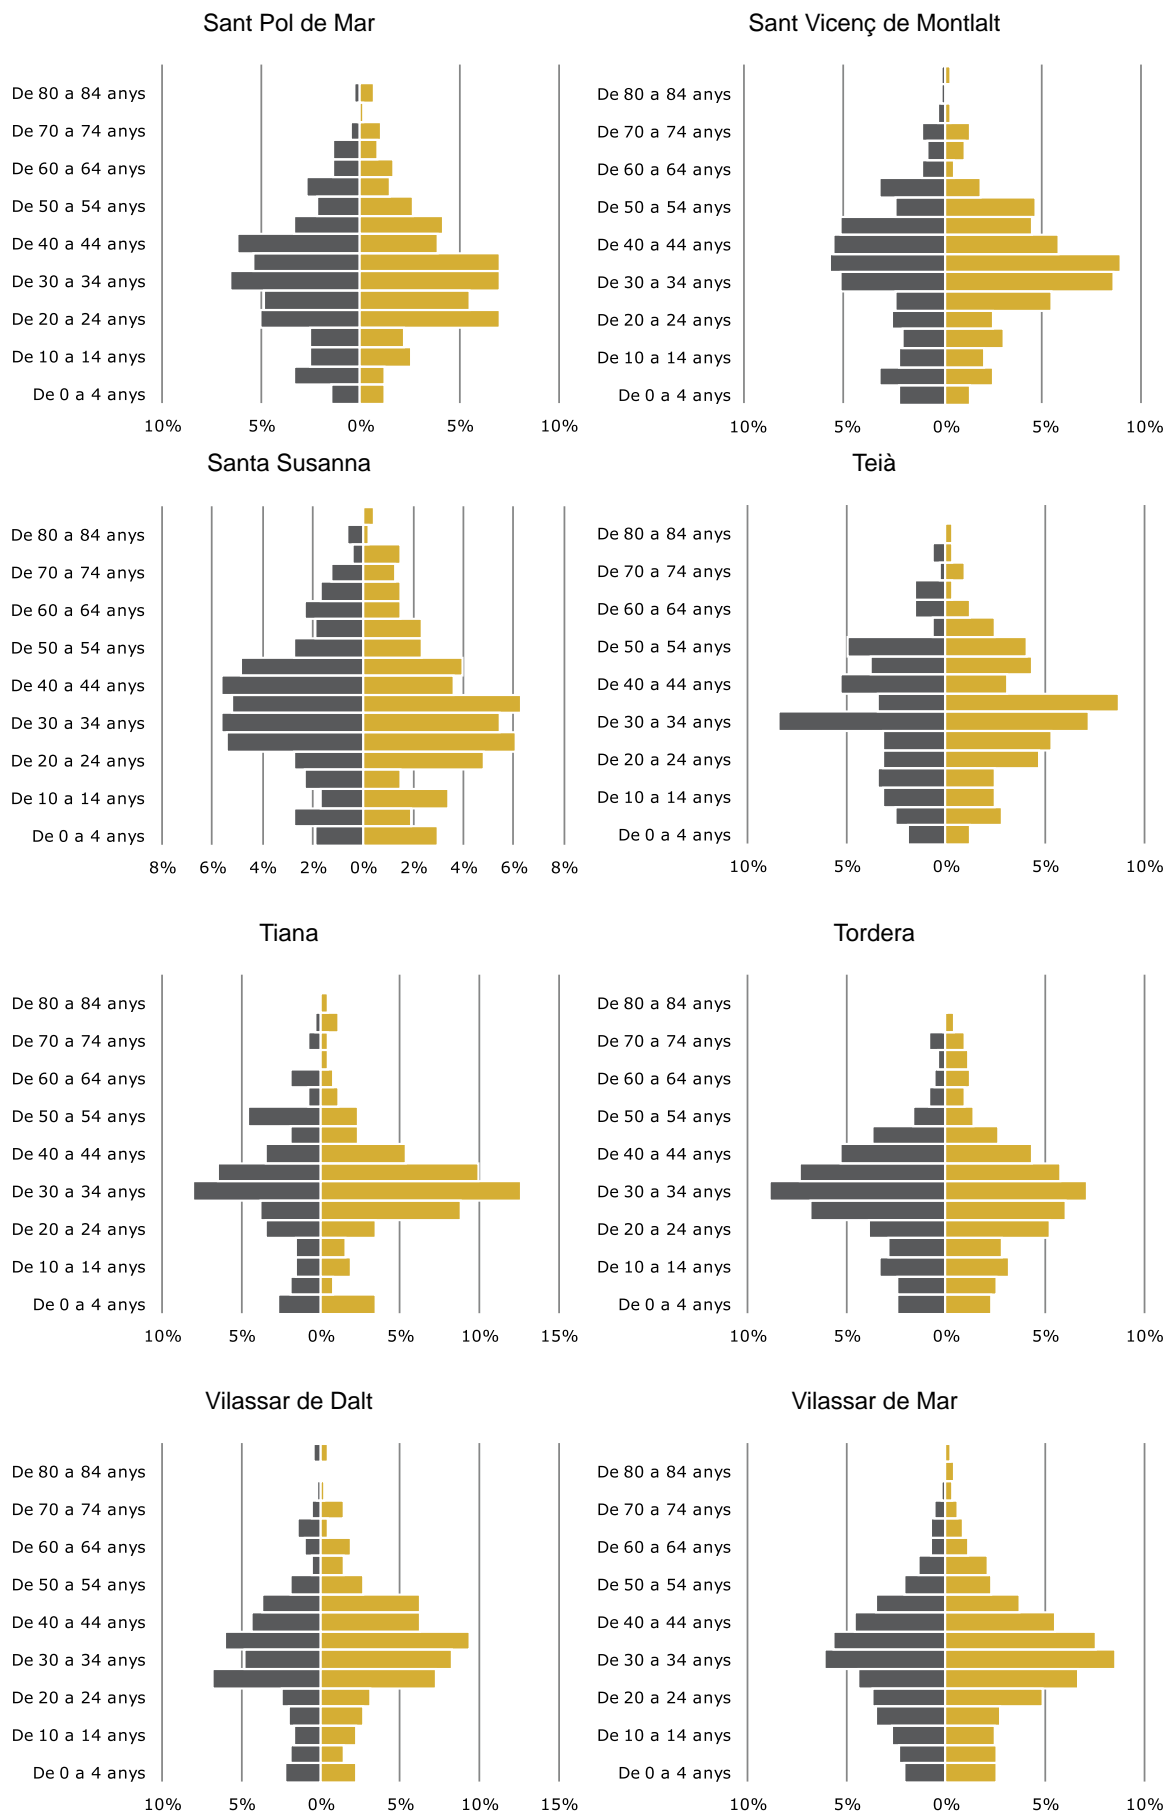 Sant Pol de Mar
De 80 a 84 anys
De 70 a 74 anys
De 60 a 64 anys
De 50 a 54 anys
De 40 a 44 anys
De 30 a 34 anys
De 20 a 24 anys
De 10 a 14 anys
De 0 a 4 anys
10% 5% 0% 5% 10%
Sant Vicenç de Montlalt
De 80 a 84 anys
De 70 a 74 anys
De 60 a 64 anys
De 50 a 54 anys
De 40 a 44 anys
De 30 a 34 anys
De 20 a 24 anys
De 10 a 14 anys
De 0 a 4 anys
10% 5% 0% 5% 10%
Santa Susanna
De 80 a 84 anys
De 70 a 74 anys
De 60 a 64 anys
De 50 a 54 anys
De 40 a 44 anys
De 30 a 34 anys
De 20 a 24 anys
De 10 a 14 anys
De 0 a 4 anys
8% 6% 4% 2% 0% 2% 4% 6% 8%
Teià
De 80 a 84 anys
De 70 a 74 anys
De 60 a 64 anys
De 50 a 54 anys
De 40 a 44 anys
De 30 a 34 anys
De 20 a 24 anys
De 10 a 14 anys
De 0 a 4 anys
10% 5% 0% 5% 10%
Tiana
De 80 a 84 anys
De 70 a 74 anys
De 60 a 64 anys
De 50 a 54 anys
De 40 a 44 anys
De 30 a 34 anys
De 20 a 24 anys
De 10 a 14 anys
De 0 a 4 anys
10% 5% 0% 5% 10% 15%
Tordera
De 80 a 84 anys
De 70 a 74 anys
De 60 a 64 anys
De 50 a 54 anys
De 40 a 44 anys
De 30 a 34 anys
De 20 a 24 anys
De 10 a 14 anys
De 0 a 4 anys
10% 5% 0% 5% 10%
Vilassar de Dalt
De 80 a 84 anys
De 70 a 74 anys
De 60 a 64 anys
De 50 a 54 anys
De 40 a 44 anys
De 30 a 34 anys
De 20 a 24 anys
De 10 a 14 anys
De 0 a 4 anys
10% 5% 0% 5% 10% 15%
Vilassar de Mar
De 80 a 84 anys
De 70 a 74 anys
De 60 a 64 anys
De 50 a 54 anys
De 40 a 44 anys
De 30 a 34 anys
De 20 a 24 anys
De 10 a 14 anys
De 0 a 4 anys
10% 5% 0% 5% 10%